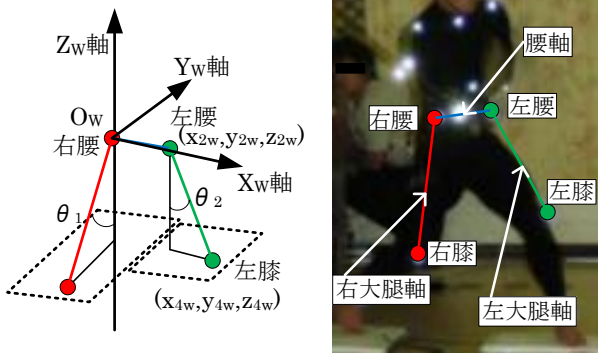 Zw軸
Yw軸
Ow
左腰
右腰
(x2w,y2w,z2w)
Xw軸
θ1
θ2
左膝
(x4w,y4w,z4w)
腰軸
右腰
左腰
左膝
右膝
右大腿軸
左大腿軸